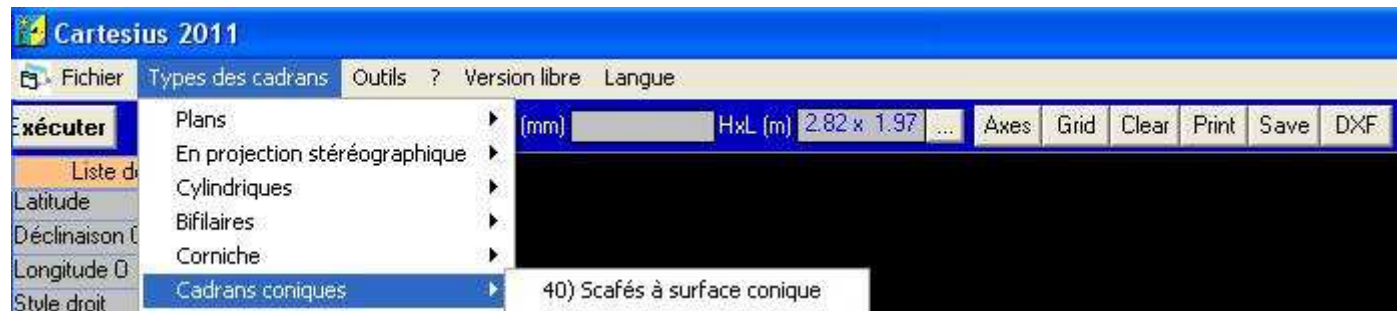 Cartesius 2011
Fichier Types des cadrans Outils ? Version libre Langue
xécuter (mm) HxL (m) 2.82 x 1.97 ... Axes Grid Clear Print Save DXF
Plans
En projection stéréographique
Liste d
Cylindriques
Latitude
Bifilaires
Déclinaison
Corniche
Longitude O
Cadrans coniques 40) Scafés à surface conique
Style droit